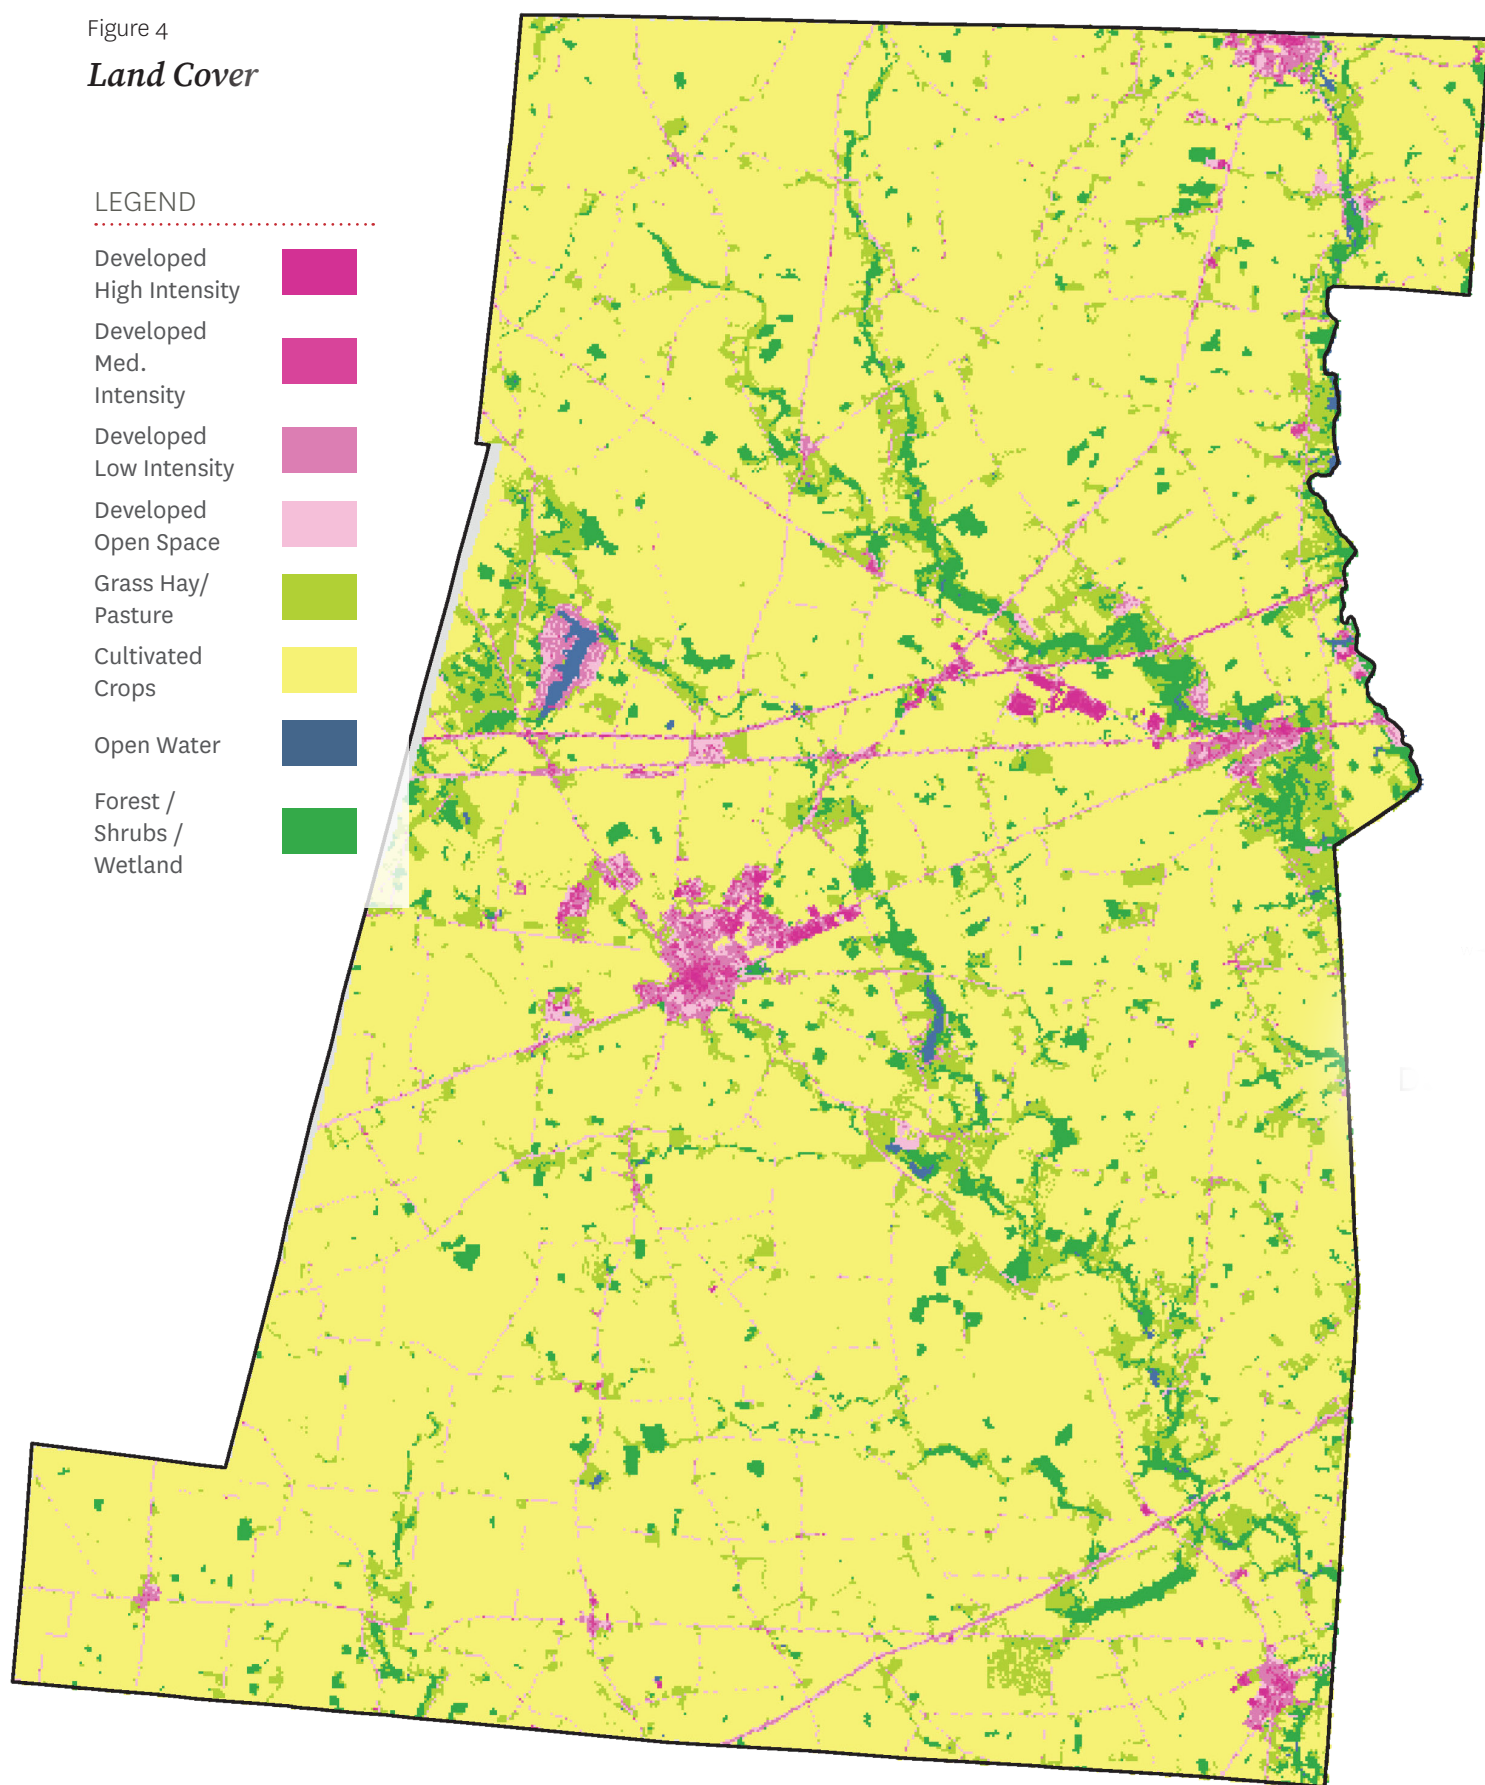 Figure 4
Land Cover
LEGEND
Developed
High Intensity
Developed
Med.
Intensity
Developed
Low Intensity
Developed
Open Space
Grass Hay/
Pasture
Cultivated
Crops
Open Water
Forest /
Shrubs /
Wetland